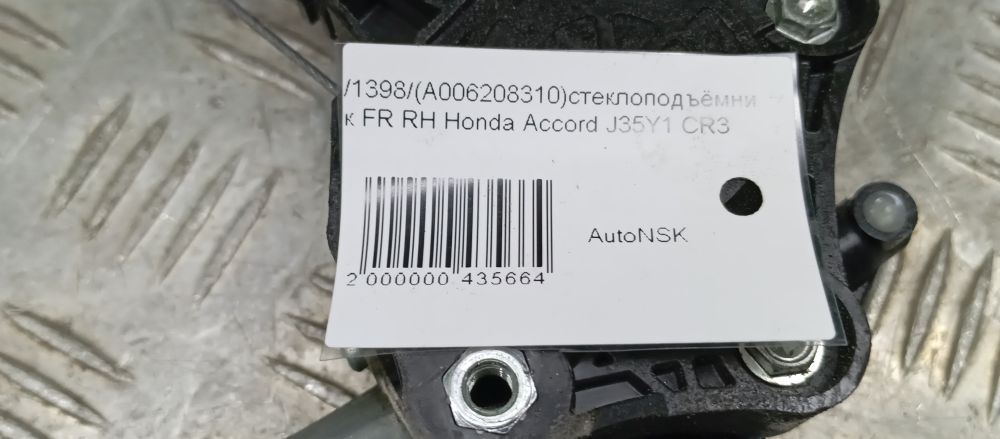 /1398/(A006208310)стеклоподъёмни
к FR RH Honda Accord J35Y1 CR3
AutoNSK
2 000000 435664